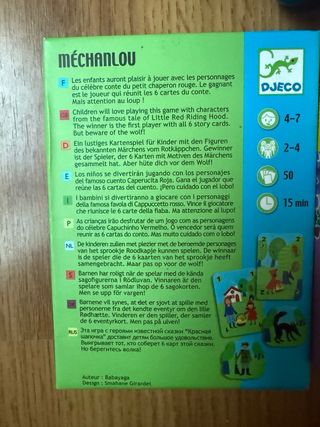 MÉCHANLOU
DJECO
F Les enfants auront plaisir à jouer avec les personnages
du célèbre conte du petit chaperon rouge. Le gagnant
est le joueur qui réunit les 6 cartes du conte.
Mais attention au loup !
GB Children will love playing this game with characters
from the famous tale of Little Red Riding Hood.
The winner is the first player with all 6 story cards.
But beware of the wolf!
D Ein lustiges Kartenspiel für Kinder mit den Figuren
des bekannten Märchens vom Rotkäppchen. Gewinner
ist der Spieler, der 6 Karten mit Motiven des Märchens
gesammelt hat. Aber hüte dich vor dem Wolf!
E Los niños se divertirán jugando con los personajes
del famoso cuento Caperucita Roja. Gana el jugador que
reúne las 6 cartas del cuento. ¡Pero cuidado con el lobo!
I I bambini si divertiranno a giocare con i personaggi
della famosa favola di Cappuccetto rosso. Vince il giocatore
che riunisce le 6 carte della fiaba. Ma attenzione al lupo!
P As crianças irão desfrutar de um jogo com as personagens
do célebre Capuchinho Vermelho. O vencedor será quem
reunir as 6 cartas do conto. Mas muito cuidado com o lobo!
NL De kinderen zullen met plezier met de beroemde personages
van het sprookje Roodkapje kunnen spelen. De winnaar
is de speler die de 6 kaarten van het sprookje heeft
samengebracht. Maar pas op voor de wolf!
S Barnen har roligt när de spelar med de kända
sagofigurerna i Rödluvan. Vinnaren är den
spelare som samlar ihop de 6 sagokorten.
Men se upp för vargen!
Børnene vil synes, at det er sjovt at spille med
personerne fra det kendte eventyr om den lille
Rødhætte. Vinderen er den spiller, der samler
de 6 eventyrkort. Men pas på ulven!
RUS Эта игра с героями известной сказки "Красная
шапочка" доставит детям большое удовольствие.
Выигрывает тот, кто соберет 6 карт этой сказки.
Но берегитесь волка!
Auteur : Babayaga
Design : Smahane Girardet
4-7
2-4
50
15 min
2
2